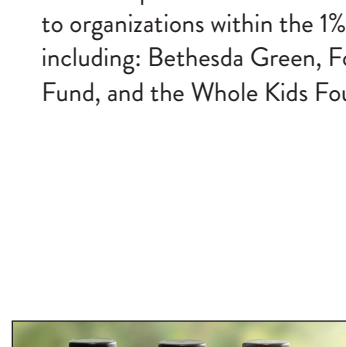 to organizations within the 1%
including: Bethesda Green,
Fund, and the Whole Kids